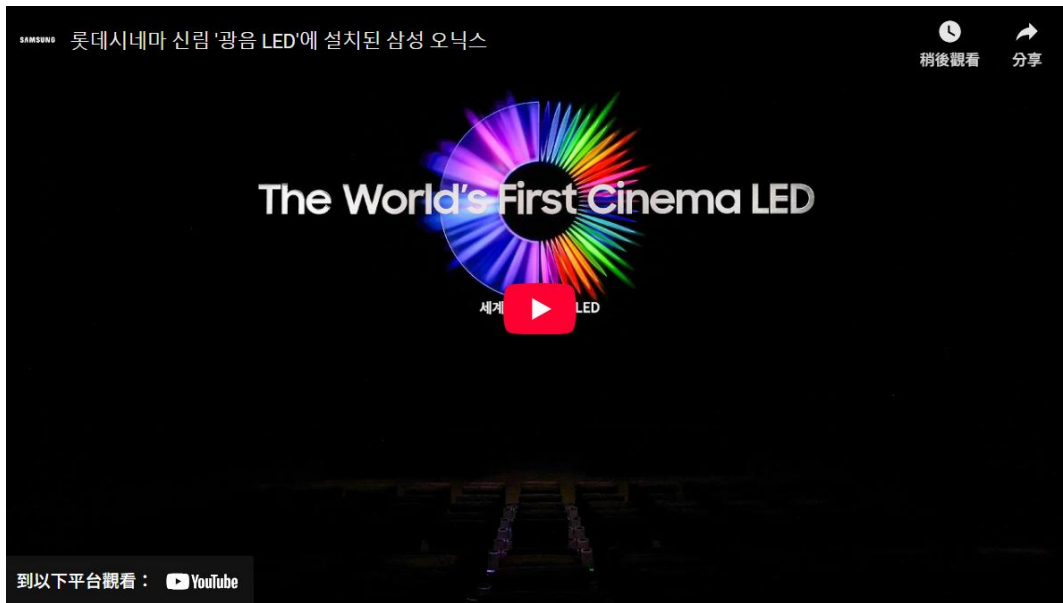 SAMSUNG
롯데시네마 신림 '광음 LED'에 설치된 삼성 오닉스
稍後觀看
分享
The World's First Cinema LED
세계
LED
到以下平台觀看：
YouTube